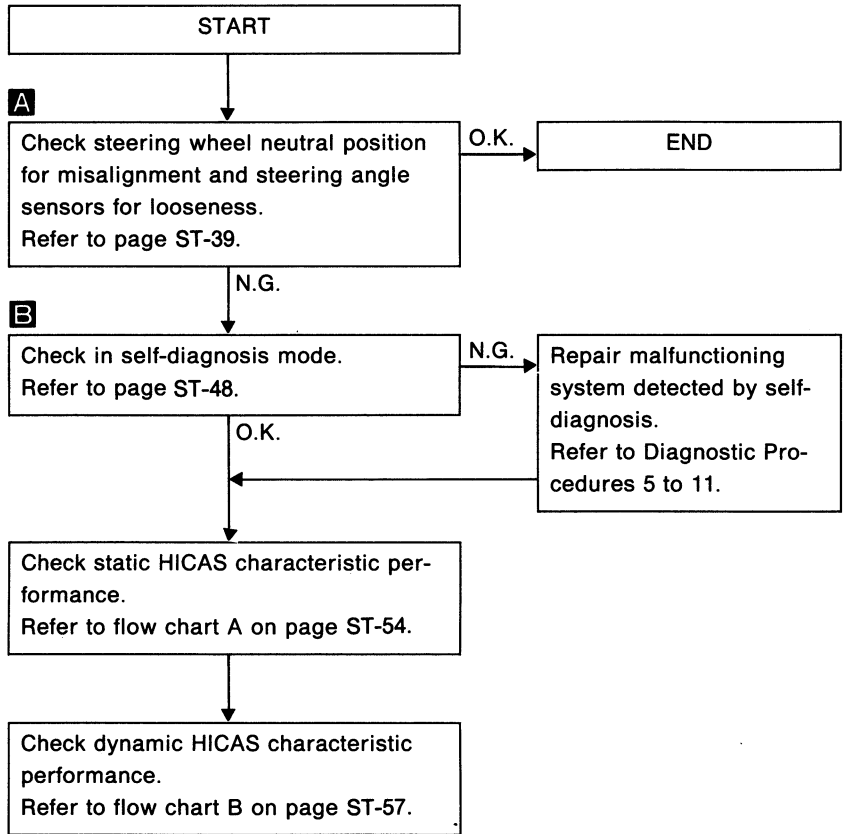 START
A
Check steering wheel neutral position
for misalignment and steering angle
sensors for looseness.
Refer to page ST-39.
O.K.
END
N.G.
B
Check in self-diagnosis mode.
Refer to page ST-48.
N.G.
Repair malfunctioning
system detected by self-
diagnosis.
Refer to Diagnostic Pro-
cedures 5 to 11.
O.K.
Check static HICAS characteristic per-
formance.
Refer to flow chart A on page ST-54.
Check dynamic HICAS characteristic
performance.
Refer to flow chart B on page ST-57.